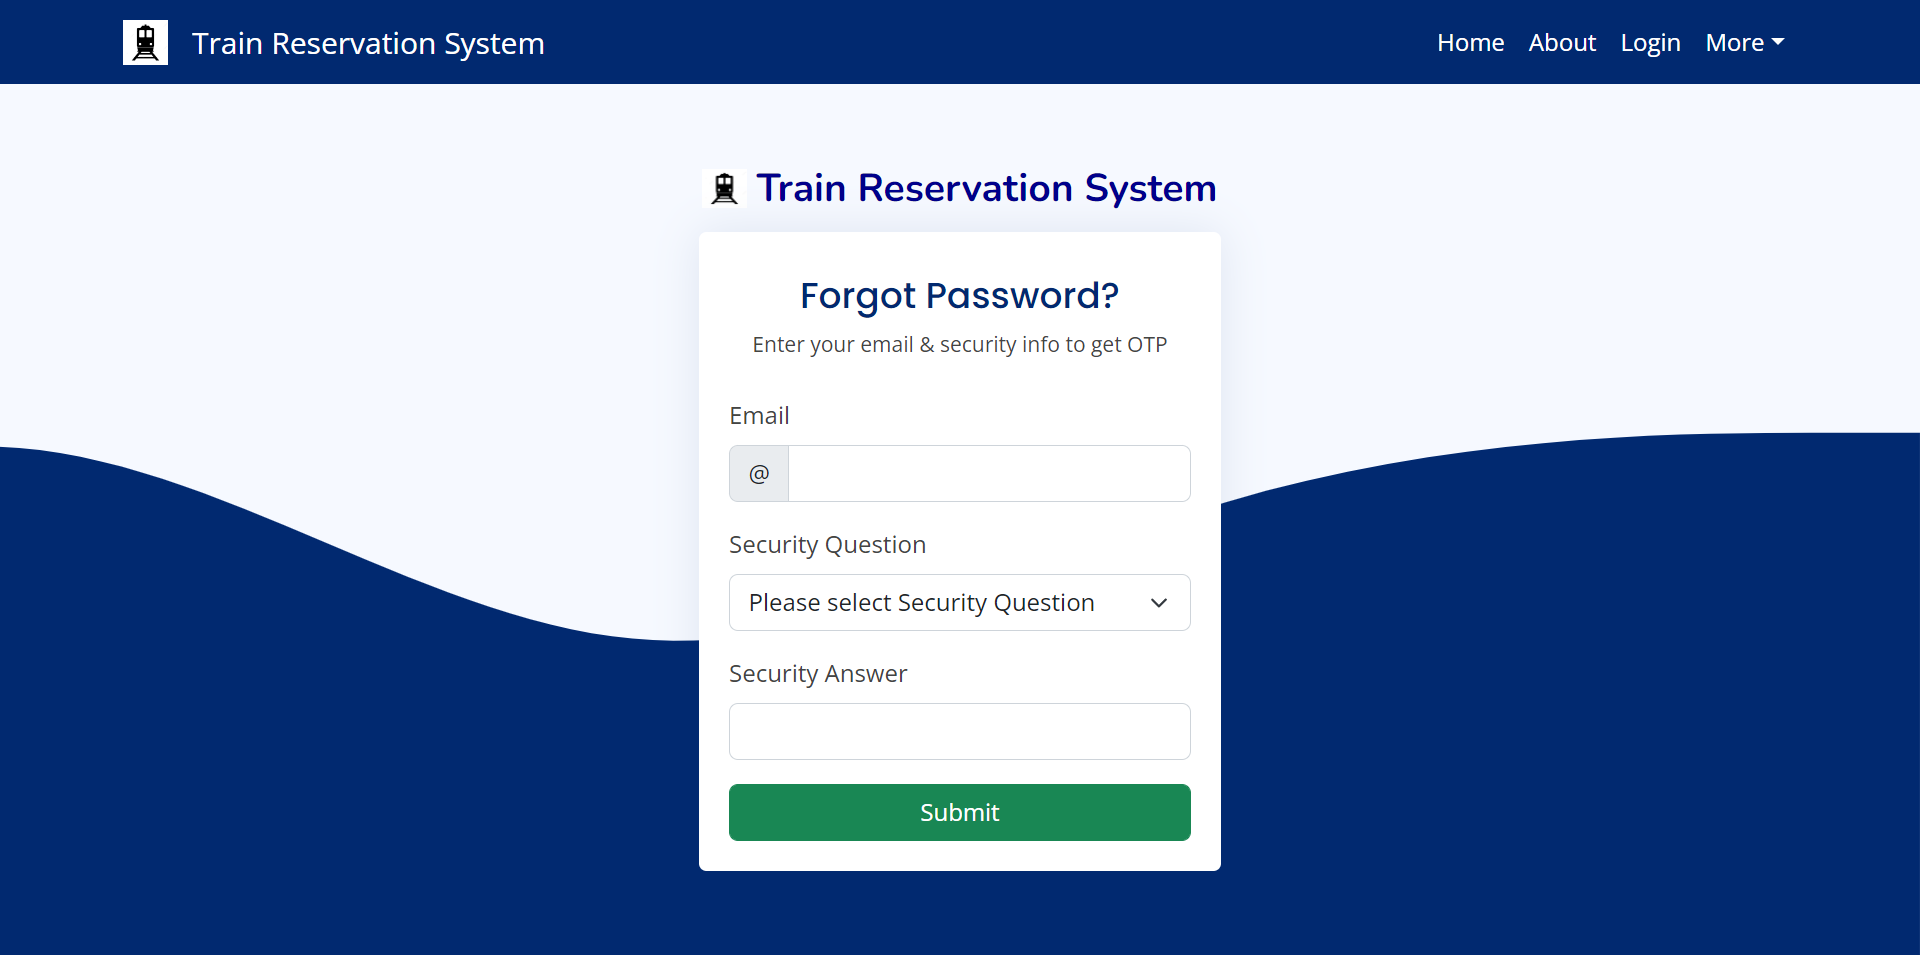 Train Reservation System
Home About Login More
Train Reservation System
Forgot Password?
Enter your email & security info to get OTP
Email
@
Security Question
Please select Security Question
Security Answer
Submit